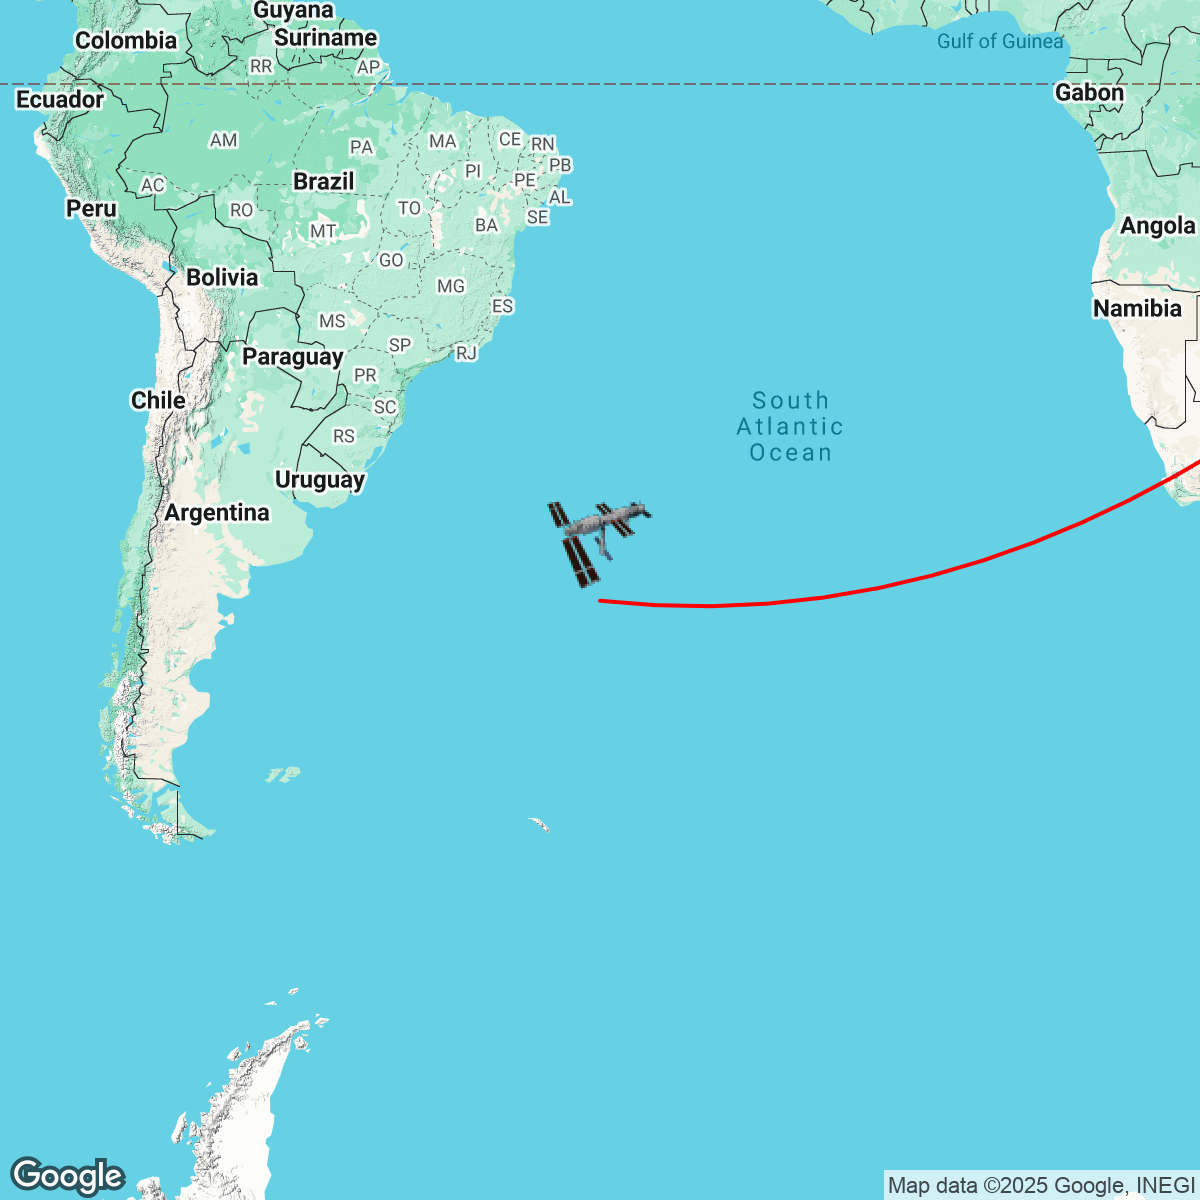 Guyana
Colombia
Suriname
Gulf of Guinea
RR
AP
Ecuador
Gabon
AM
PA
MA
CE
RN
PB
PI
PE
AC
Brazil
AL
Peru
RO
TO
SE
BA
Angola
MT
GO
Bolivia
MG
ES
Namibia
MS
SP
RJ
Paraguay
PR
Chile
SC
South
Atlantic
Ocean
RS
Uruguay
Argentina
Google
Map data ©2025 Google, INEGI